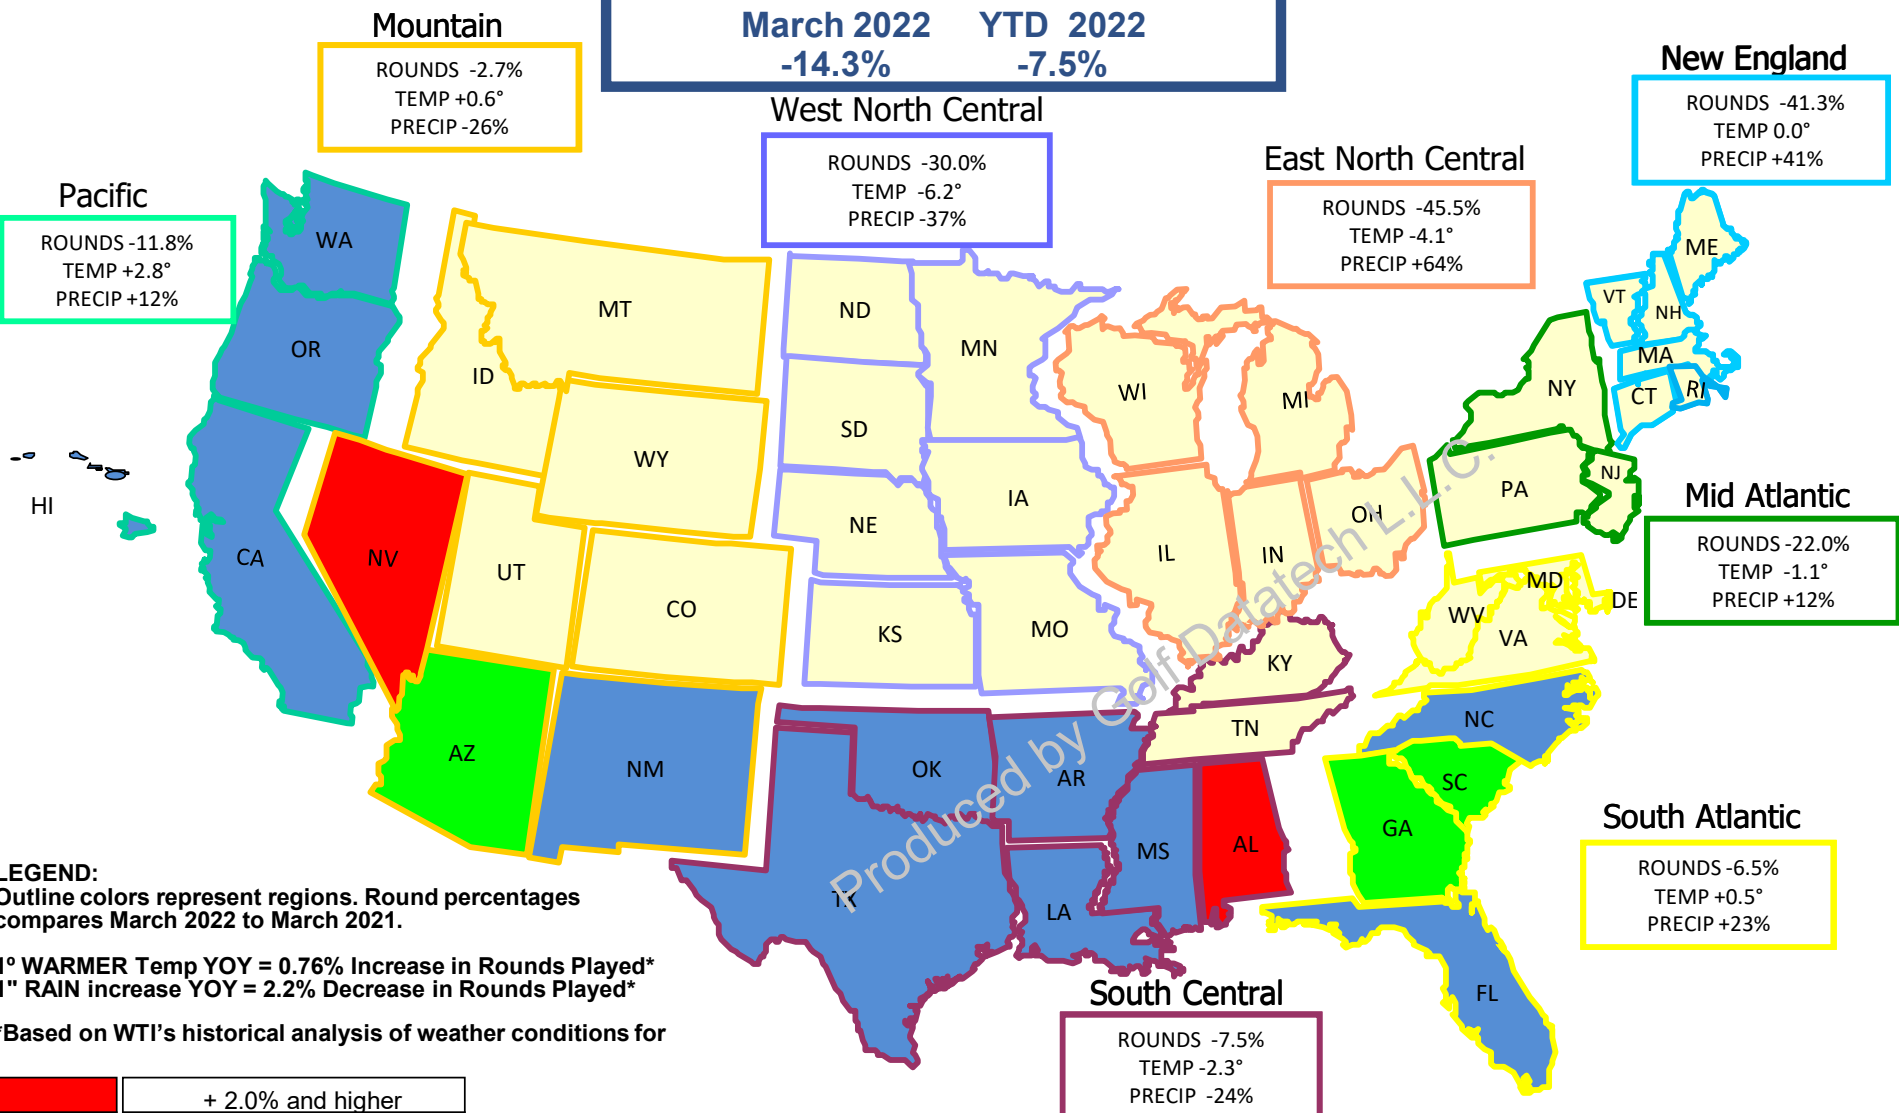 March 2022 YTD 2022
-14.3% -7.5%
Mountain
ROUNDS -2.7%
TEMP +0.6°
PRECIP -26%
West North Central
ROUNDS -30.0%
TEMP -6.2°
PRECIP -37%
New England
ROUNDS -41.3%
TEMP 0.0°
PRECIP +41%
East North Central
ROUNDS -45.5%
TEMP -4.1°
PRECIP +64%
Pacific
ROUNDS -11.8%
TEMP +2.8°
PRECIP +12%
WA
OR
CA
HI
MT
ID
WY
NV
UT
CO
AZ
NM
ND
MN
SD
IA
NE
KS
MO
WI
MI
IL
IN
OH
ME
VT
NH
MA
CT
RI
NY
PA
NJ
Mid Atlantic
ROUNDS -22.0%
TEMP -1.1°
PRECIP +12%
MD
DE
WV
VA
KY
TN
NC
SC
GA
FL
OK
AR
TX
LA
MS
AL
Produced by Golf Datatech L.L.C.
South Atlantic
ROUNDS -6.5%
TEMP +0.5°
PRECIP +23%
South Central
ROUNDS -7.5%
TEMP -2.3°
PRECIP -24%
LEGEND:
Outline colors represent regions. Round percentages
compares March 2022 to March 2021.
1º WARMER Temp YOY = 0.76% Increase in Rounds Played*
1" RAIN increase YOY = 2.2% Decrease in Rounds Played*
*Based on WTI's historical analysis of weather conditions for
+ 2.0% and higher